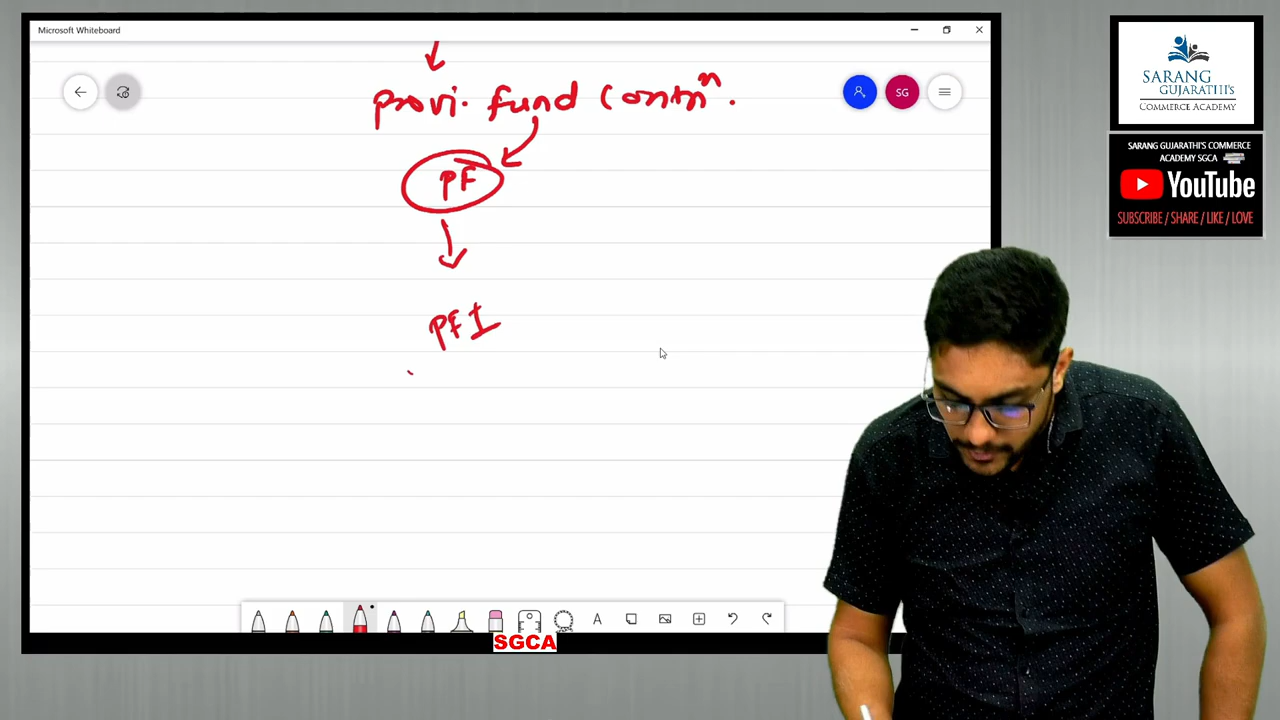 Microsoft Whiteboard
provi. fund Contrⁿ.
PF
PFI
SG
SARANG
GUJARATHI'S
COMMERCE ACADEMY
SARANG GUJARATHI'S COMMERCE
ACADEMY SGCA
YouTube
SUBSCRIBE / SHARE / LIKE / LOVE
A
SGCA